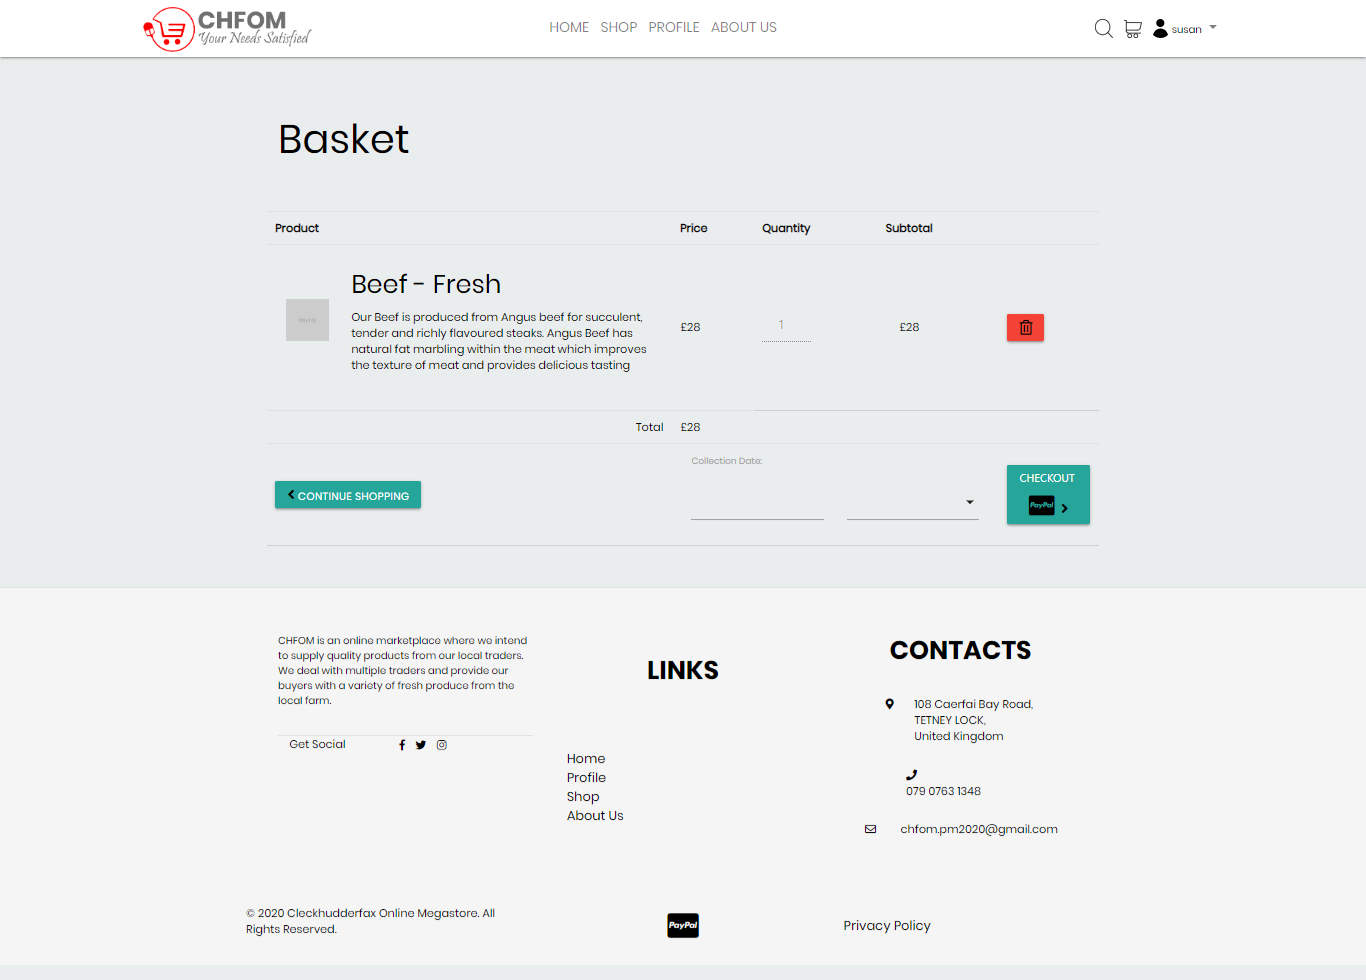 CHFOM
Your Needs Satisfied
HOME SHOP PROFILE ABOUT US
susan
Basket
Product Price Quantity Subtotal
Beef - Fresh
Our Beef is produced from Angus beef for succulent,
tender and richly flavoured steaks. Angus Beef has
natural fat marbling within the meat which improves
the texture of meat and provides delicious tasting
£28 1 £28
Total £28
Collection Date:
CONTINUE SHOPPING
CHECKOUT
PayPal
CHFOM is an online marketplace where we intend
to supply quality products from our local traders.
We deal with multiple traders and provide our
buyers with a variety of fresh produce from the
local farm.
Get Social
LINKS
Home
Profile
Shop
About Us
CONTACTS
108 Caerfai Bay Road,
TETNEY LOCK,
United Kingdom
079 0763 1348
chfom.pm2020@gmail.com
© 2020 Cleckhudderfax Online Megastore. All
Rights Reserved.
PayPal
Privacy Policy